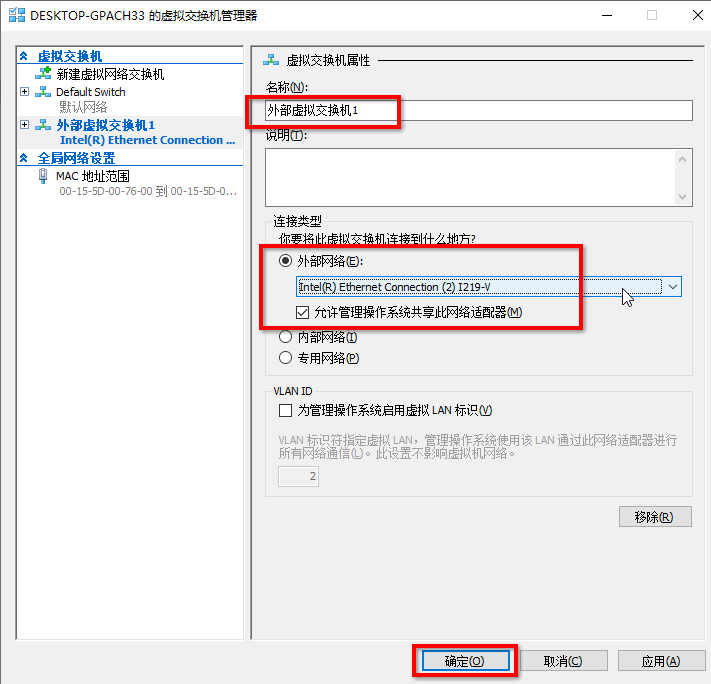 DESKTOP-GPACH33 的虚拟交换机管理器
虚拟交换机
新建虚拟网络交换机
Default Switch
默认网络
外部虚拟交换机1
Intel(R) Ethernet Connection ...
全局网络设置
MAC 地址范围
00-15-5D-00-76-00 到 00-15-5D-0...
虚拟交换机属性
名称(N):
外部虚拟交换机1
说明(T):
连接类型
你要将此虚拟交换机连接到什么地方?
外部网络(E):
Intel(R) Ethernet Connection (2) I219-V
允许管理操作系统共享此网络适配器(M)
内部网络(I)
专用网络(P)
VLAN ID
为管理操作系统启用虚拟 LAN 标识(V)
VLAN 标识符指定虚拟 LAN，管理操作系统使用该 LAN 通过此网络适配器进行
所有网络通信(L)。此设置不影响虚拟机网络。
2
移除(R)
确定(O)
取消(C)
应用(A)